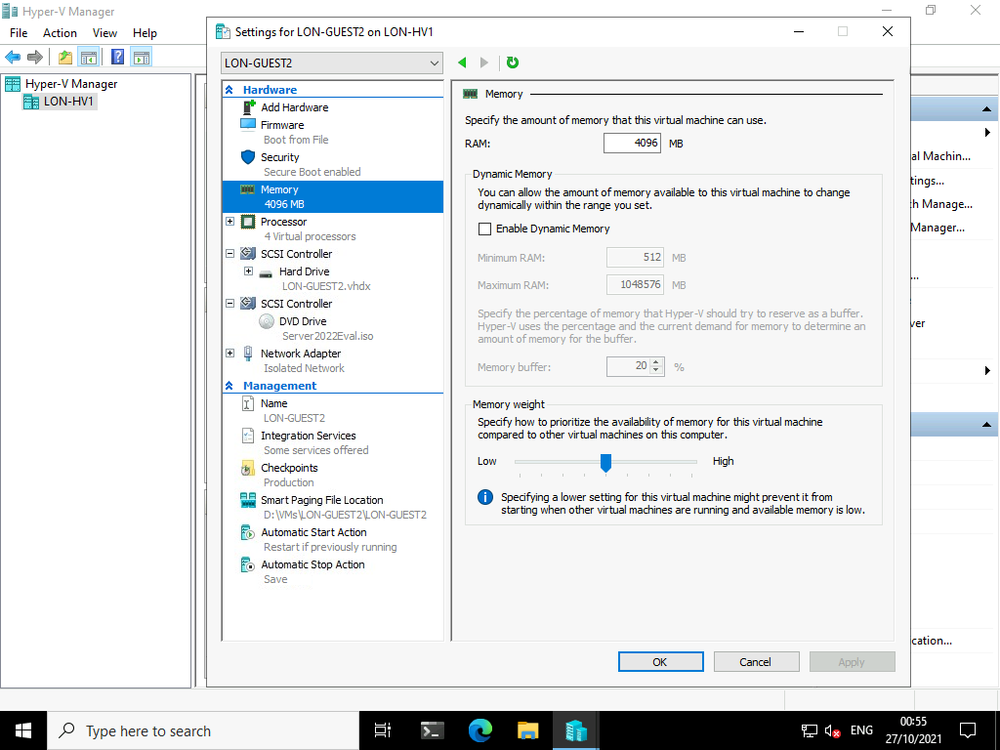 Hyper-V Manager
File Action View Help
Hyper-V Manager
LON-HV1
Settings for LON-GUEST2 on LON-HV1
LON-GUEST2
Hardware
Add Hardware
Firmware
Boot from File
Security
Secure Boot enabled
Memory
4096 MB
Processor
4 Virtual processors
SCSI Controller
Hard Drive
LON-GUEST2.vhdx
SCSI Controller
DVD Drive
Server2022Eval.iso
Network Adapter
Isolated Network
Management
Name
LON-GUEST2
Integration Services
Some services offered
Checkpoints
Production
Smart Paging File Location
D:\VMs\LON-GUEST2\LON-GUEST2
Automatic Start Action
Restart if previously running
Automatic Stop Action
Save
Memory
Specify the amount of memory that this virtual machine can use.
RAM: 4096 MB
Dynamic Memory
You can allow the amount of memory available to this virtual machine to change
dynamically within the range you set.
Enable Dynamic Memory
Minimum RAM: 512 MB
Maximum RAM: 1048576 MB
Specify the percentage of memory that Hyper-V should try to reserve as a buffer.
Hyper-V uses the percentage and the current demand for memory to determine an
amount of memory for the buffer.
Memory buffer: 20 %
Memory weight
Specify how to prioritize the availability of memory for this virtual machine
compared to other virtual machines on this computer.
Low High
Specifying a lower setting for this virtual machine might prevent it from
starting when other virtual machines are running and available memory is low.
OK Cancel Apply
al Machin...
tings...
h Manage...
Manager...
...
ver
cation...
Type here to search
ENG
00:55
27/10/2021